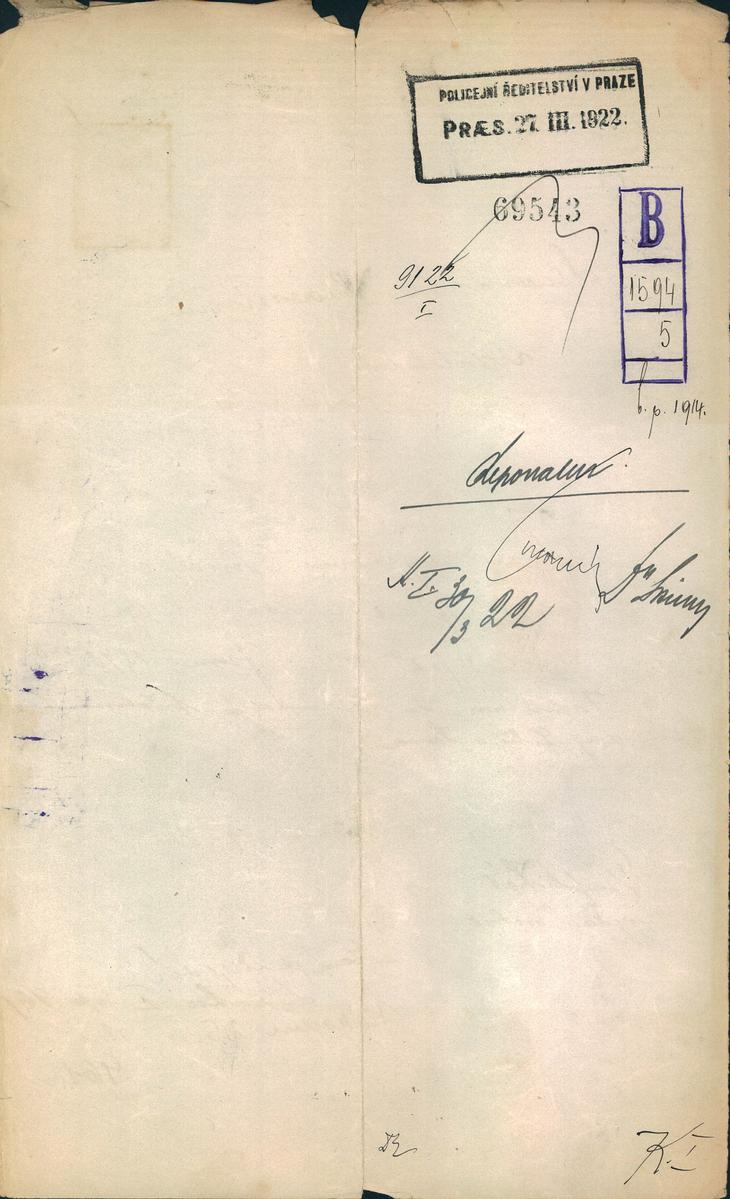 POLICEJNÍ ŘEDITELSTVÍ V PRAZE
PRÆS. 27. III. 1922.
69543
B
1594
5
9122
I
b. p. 1914.
deponatur.
K. I. 30/3 22
K. I